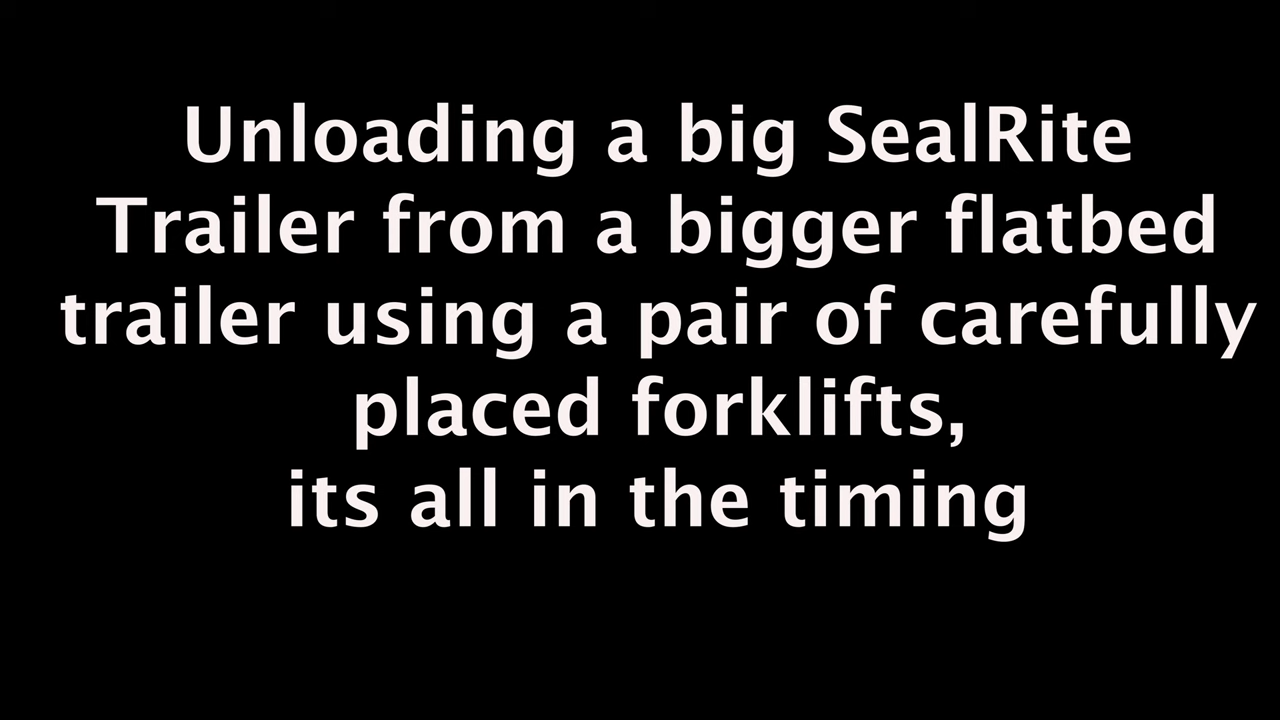 Unloading a big SealRite
Trailer from a bigger flatbed
trailer using a pair of carefully
placed forklifts,
its all in the timing